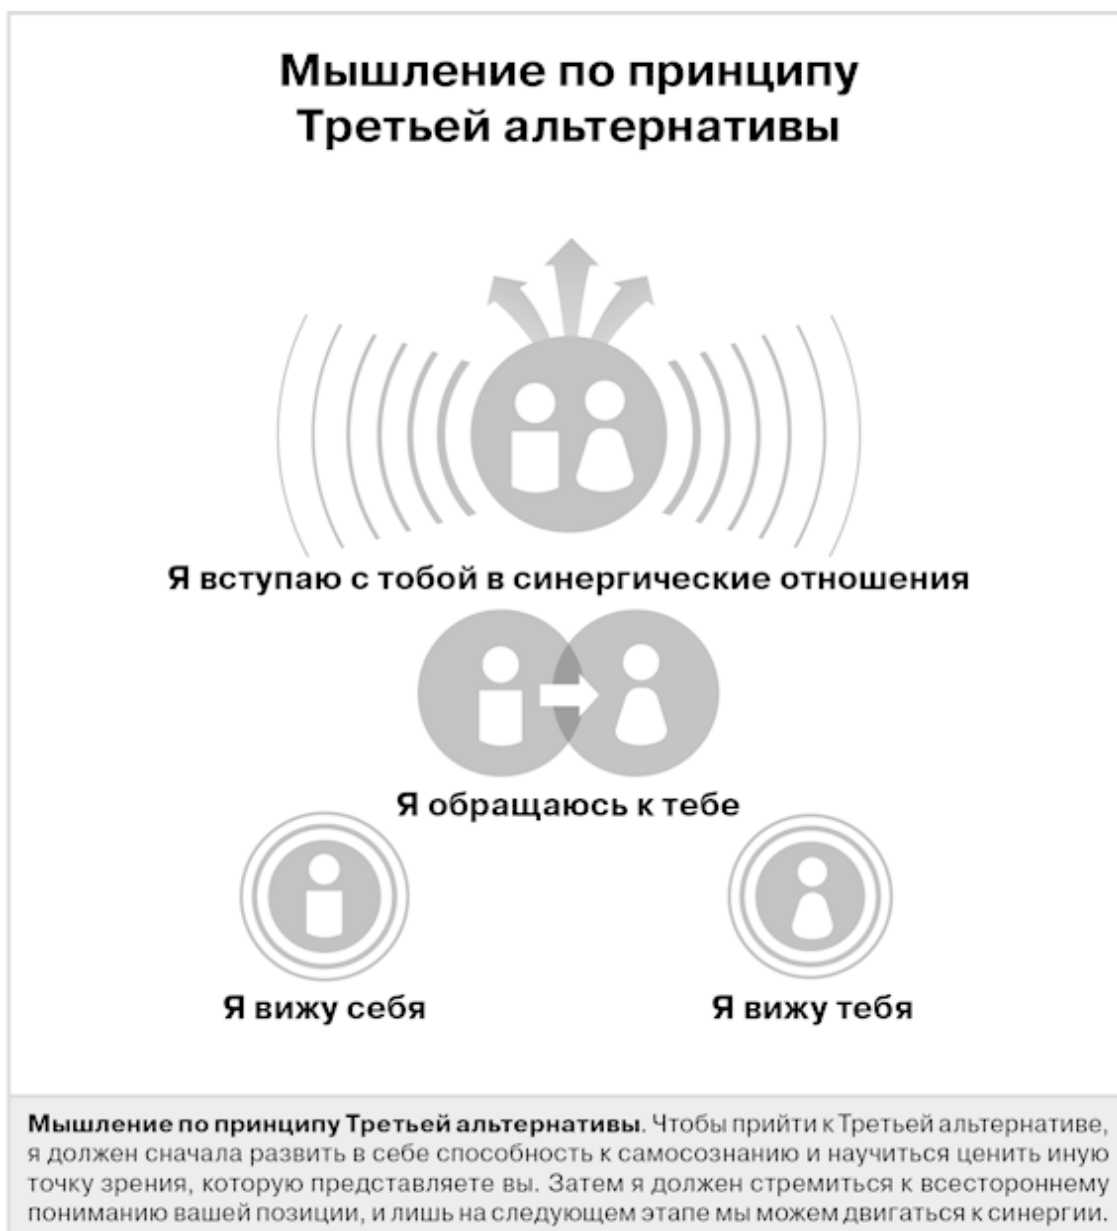 Мышление по принципу
Третьей альтернативы
Я вступаю с тобой в синергические отношения
Я обращаюсь к тебе
Я вижу себя
Я вижу тебя
Мышление по принципу Третьей альтернативы. Чтобы прийти к Третьей альтернативе,
я должен сначала развить в себе способность к самосознанию и научиться ценить иную
точку зрения, которую представляете вы. Затем я должен стремиться к всестороннему
пониманию вашей позиции, и лишь на следующем этапе мы можем двигаться к синергии.